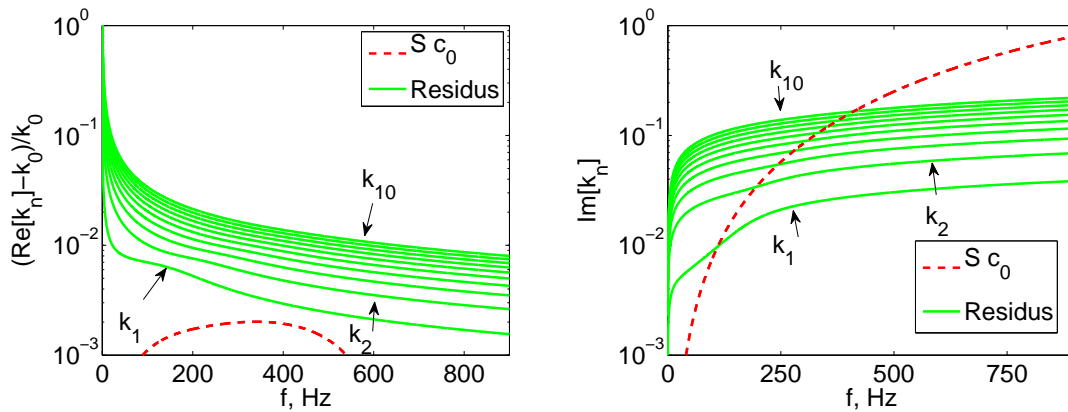 10^0
10^−1
10^−2
10^−3
(Re[k_n]−k_0)/k_0
S c_0
Residus
k_10
k_1
k_2
0
200
400
600
800
f, Hz
10^0
10^−1
10^−2
10^−3
Im[k_n]
k_10
k_2
k_1
S c_0
Residus
0
250
500
750
f, Hz